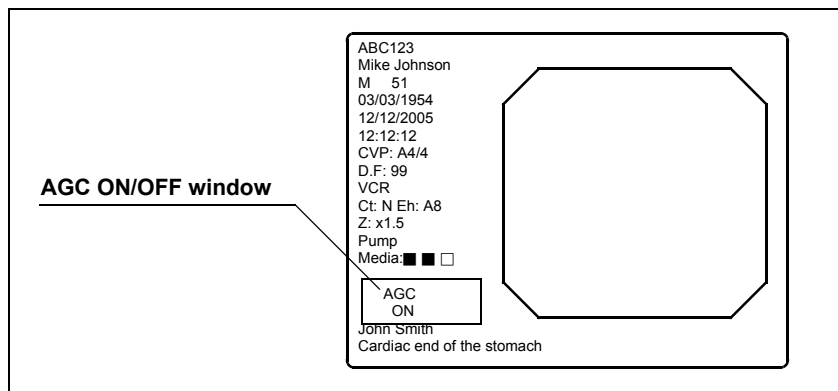 AGC ON/OFF window
ABC123
Mike Johnson
M 51
03/03/1954
12/12/2005
12:12:12
CVP: A4/4
D.F: 99
VCR
Ct: N Eh: A8
Z: x1.5
Pump
Media:■ ■ □
AGC
ON
John Smith
Cardiac end of the stomach